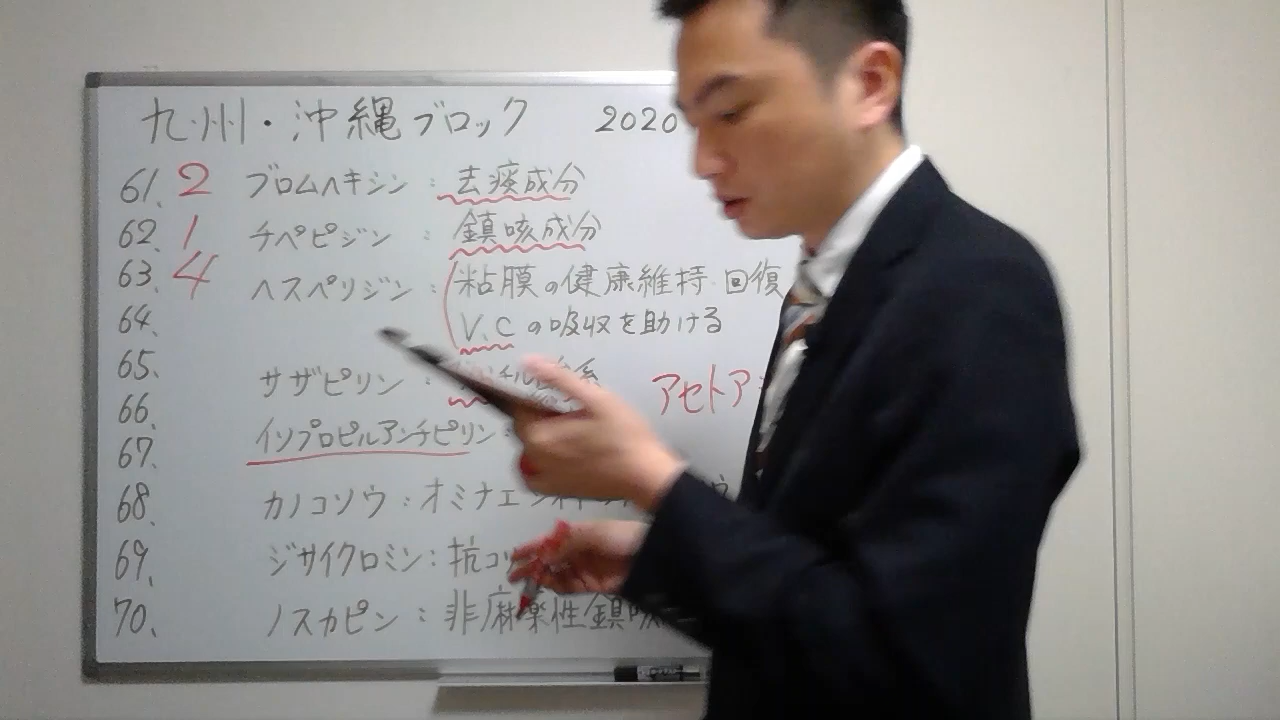 九州・沖縄ブロック 2020
61. 2 ブロムヘキシン : 去痰成分
62. 1 チペピジン : 鎮咳成分
63. 4 ヘスペリジン : 粘膜の健康維持・回復
64. V.Cの吸収を助ける
65. サザピリン : アセトア
66.
67. イソプロピルアンチピリン :
68. カノコソウ : オミナエシ
69. ジサイクロミン : 抗コリ
70. ノスカピン : 非麻薬性鎮咳